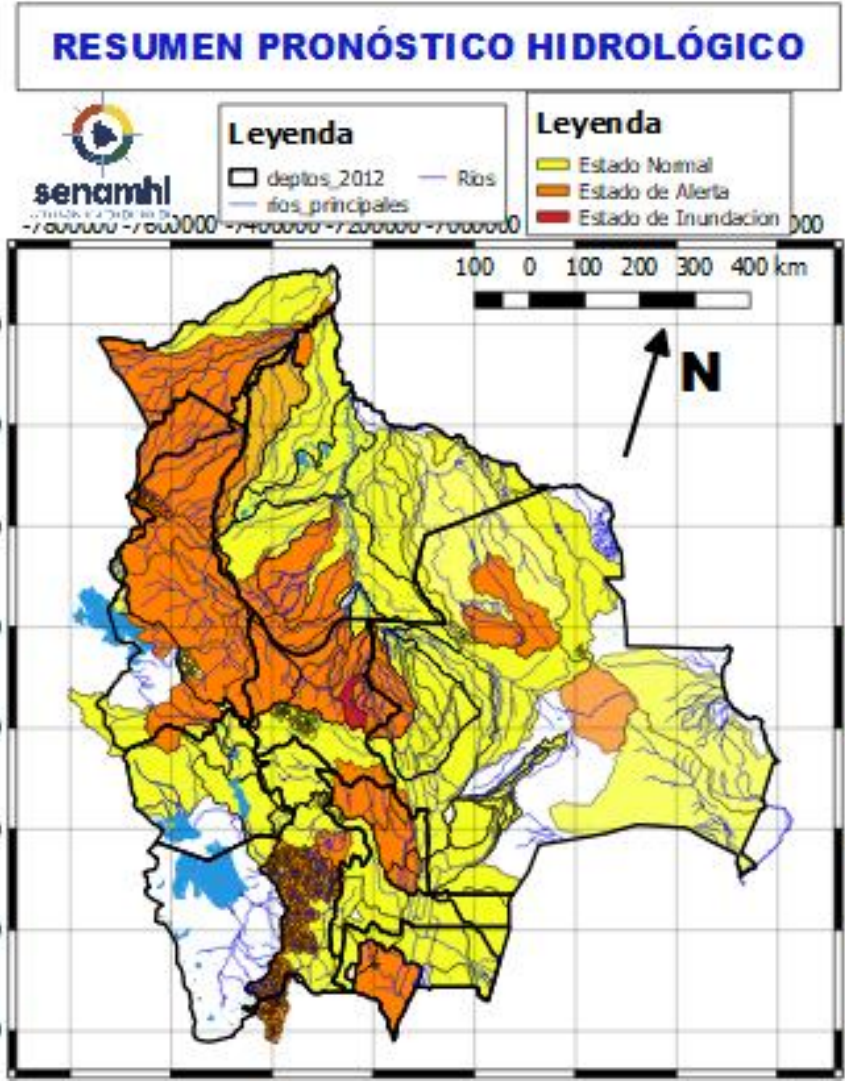 RESUMEN PRONÓSTICO HIDROLÓGICO
senamhi
Leyenda
deptos_2012
Rios
rios_principales
Leyenda
Estado Normal
Estado de Alerta
Estado de Inundacion
-7800000 -7600000 -7400000 -7200000 -7000000
100 0 100 200 300 400 km
N